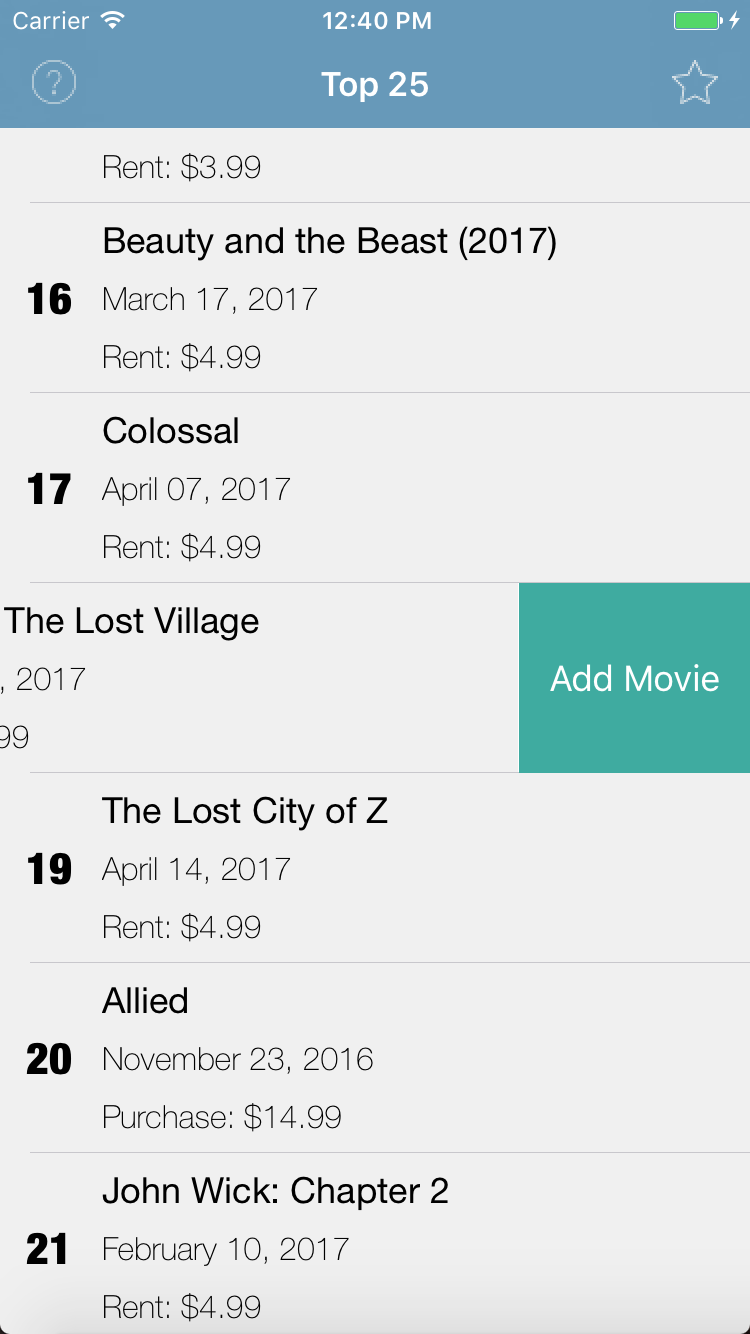 Carrier 12:40 PM
? Top 25
Rent: $3.99
Beauty and the Beast (2017)
16 March 17, 2017
Rent: $4.99
Colossal
17 April 07, 2017
Rent: $4.99
The Lost Village
, 2017
Add Movie
99
The Lost City of Z
19 April 14, 2017
Rent: $4.99
Allied
20 November 23, 2016
Purchase: $14.99
John Wick: Chapter 2
21 February 10, 2017
Rent: $4.99